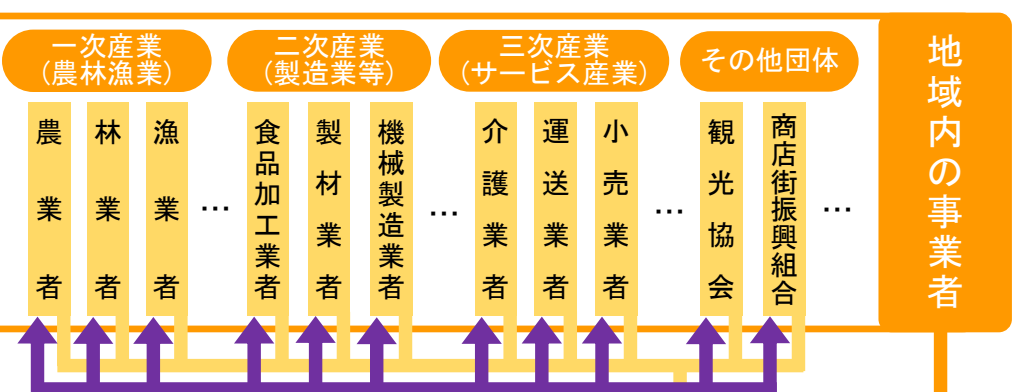 一次産業
(農林漁業)
二次産業
(製造業等)
三次産業
(サービス産業)
その他団体
農業者
林業者
漁業者
…
食品加工業者
製材業者
機械製造業者
…
介護業者
運送業者
小売業者
…
観光協会
商店街振興組合
…
地域内の事業者